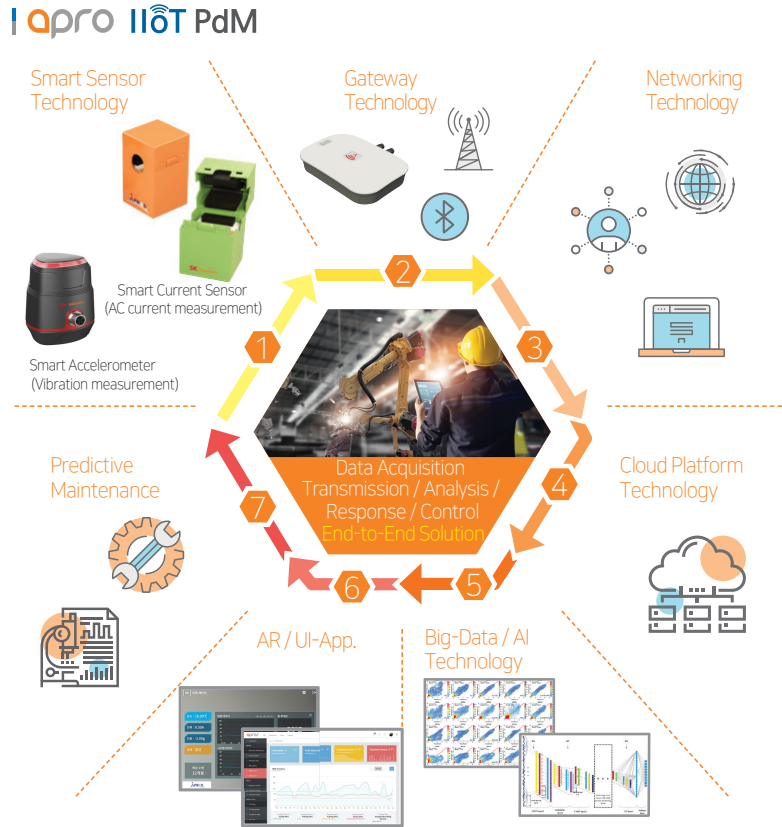 apro IIoT PdM
Smart Sensor
Technology
Gateway
Technology
Networking
Technology
Smart Current Sensor
(AC current measurement)
Smart Accelerometer
(Vibration measurement)
1
2
3
4
5
6
7
Data Acquisition
Transmission / Analysis /
Response / Control
End-to-End Solution
Predictive
Maintenance
Cloud Platform
Technology
AR / UI-App.
Big-Data / AI
Technology
apro